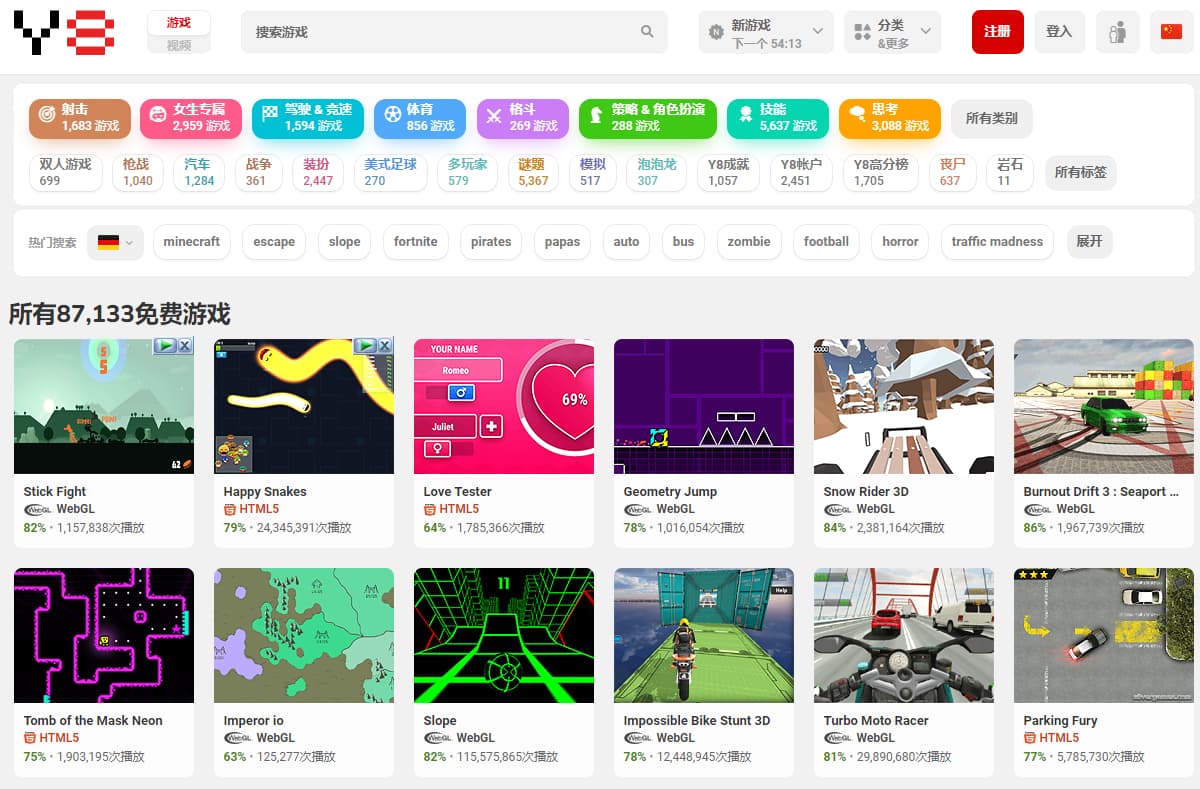 Y8
游戏
视频
搜索游戏
新游戏
下一个 54:13
分类
&更多
注册
登入
射击
1,683 游戏
女生专属
2,959 游戏
驾驶 & 竞速
1,594 游戏
体育
856 游戏
格斗
269 游戏
策略 & 角色扮演
288 游戏
技能
5,637 游戏
思考
3,088 游戏
所有类别
双人游戏
699
枪战
1,040
汽车
1,284
战争
361
装扮
2,447
美式足球
270
多玩家
579
谜题
5,367
模拟
517
泡泡龙
307
Y8成就
1,057
Y8帐户
2,451
Y8高分榜
1,705
丧尸
637
岩石
11
所有标签
热门搜索
minecraft
escape
slope
fortnite
pirates
papas
auto
bus
zombie
football
horror
traffic madness
展开
所有87,133免费游戏
5
5
62
Stick Fight
WebGL
82% • 1,157,838次播放
Happy Snakes
HTML5
79% • 24,345,391次播放
YOUR NAME
Romeo
69%
Juliet
Love Tester
HTML5
64% • 1,785,366次播放
Geometry Jump
WebGL
78% • 1,016,054次播放
Snow Rider 3D
WebGL
84% • 2,381,164次播放
Burnout Drift 3 : Seaport ...
WebGL
86% • 1,967,739次播放
Tomb of the Mask Neon
HTML5
75% • 1,903,195次播放
Imperor io
WebGL
63% • 125,277次播放
11
Slope
WebGL
82% • 115,575,865次播放
Help
Impossible Bike Stunt 3D
WebGL
78% • 12,448,945次播放
Turbo Moto Racer
WebGL
81% • 29,890,680次播放
Parking Fury
HTML5
77% • 5,785,730次播放